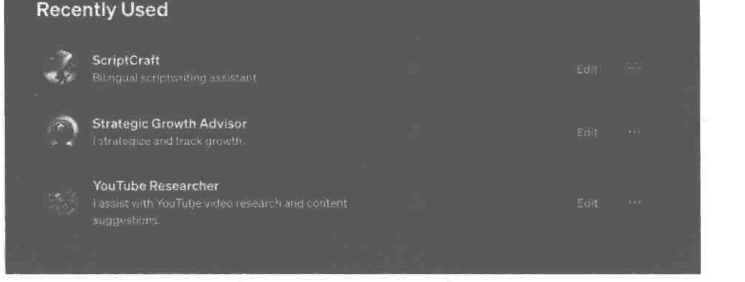 Recently Used
ScriptCraft
Bilingual scriptwriting assistant
Edit ...
Strategic Growth Advisor
I strategize and track growth.
Edit ...
YouTube Researcher
I assist with YouTube video research and content
suggestions.
Edit ...